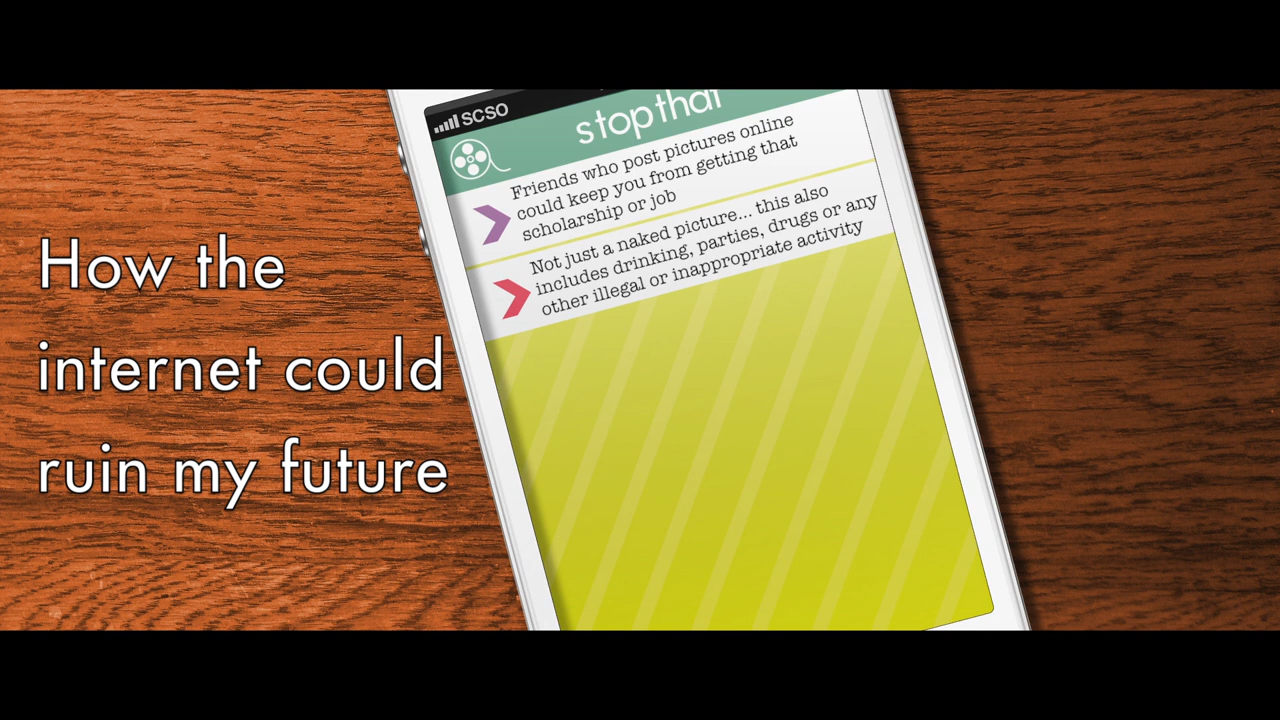 How the
internet could
ruin my future
SCSO
stop that
Friends who post pictures online
could keep you from getting that
scholarship or job
Not just a naked picture... this also
includes drinking, parties, drugs or any
other illegal or inappropriate activity